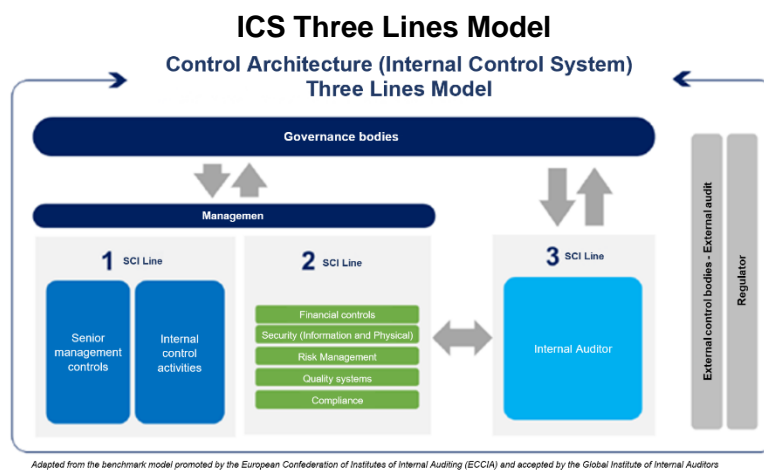 ICS Three Lines Model
Control Architecture (Internal Control System)
Three Lines Model
Governance bodies
Managemen
1 SCI Line
2 SCI Line
3 SCI Line
Senior
management
controls
Internal
control
activities
Financial controls
Security (Information and Physical)
Risk Management
Quality systems
Compliance
Internal Auditor
External control bodies - External audit
Regulator
Adapted from the benchmark model promoted by the European Confederation of Institutes of Internal Auditing (ECCIA) and accepted by the Global Institute of Internal Auditors